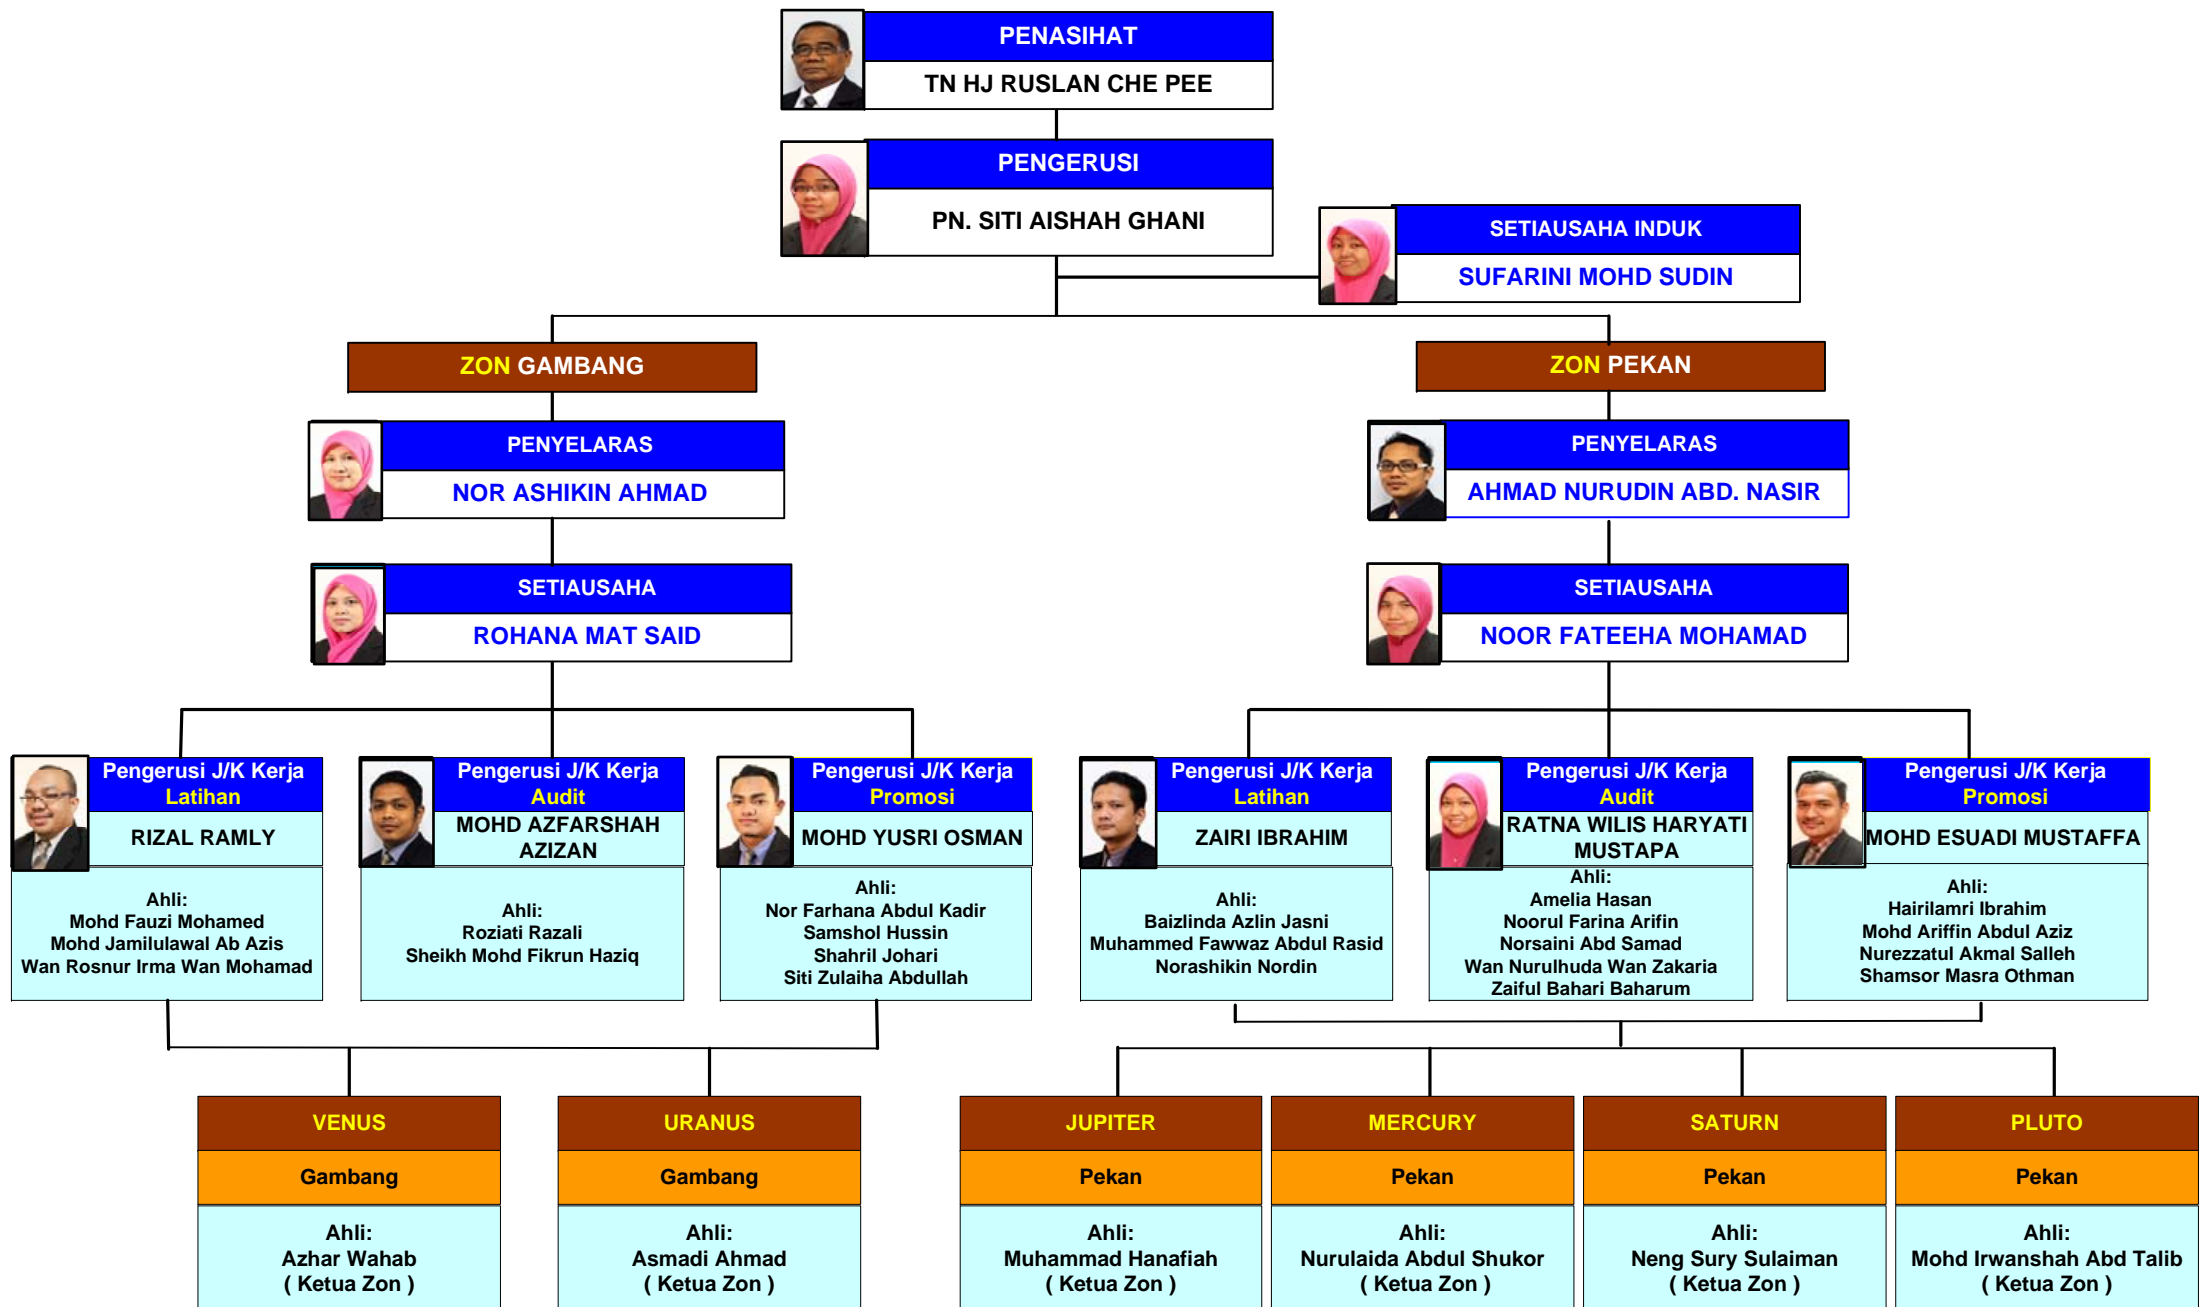 PENASIHAT
TN HJ RUSLAN CHE PEE
PENGERUSI
PN. SITI AISHAH GHANI
SETIAUSAHA INDUK
SUFARINI MOHD SUDIN
ZON GAMBANG
PENYELARAS
NOR ASHIKIN AHMAD
SETIAUSAHA
ROHANA MAT SAID
ZON PEKAN
PENYELARAS
AHMAD NURUDIN ABD. NASIR
SETIAUSAHA
NOOR FATEEHA MOHAMAD
Pengerusi J/K Kerja
Latihan
RIZAL RAMLY
Ahli:
Mohd Fauzi Mohamed
Mohd Jamilulawal Ab Azis
Wan Rosnur Irma Wan Mohamad
Pengerusi J/K Kerja
Audit
MOHD AZFARSHAH
AZIZAN
Ahli:
Roziati Razali
Sheikh Mohd Fikrun Haziq
Pengerusi J/K Kerja
Promosi
MOHD YUSRI OSMAN
Ahli:
Nor Farhana Abdul Kadir
Samshol Hussin
Shahril Johari
Siti Zulaiha Abdullah
Pengerusi J/K Kerja
Latihan
ZAIRI IBRAHIM
Ahli:
Baizlinda Azlin Jasni
Muhammed Fawwaz Abdul Rasid
Norashikin Nordin
Pengerusi J/K Kerja
Audit
RATNA WILIS HARYATI
MUSTAPA
Ahli:
Amelia Hasan
Noorul Farina Arifin
Norsaini Abd Samad
Wan Nurulhuda Wan Zakaria
Zaiful Bahari Baharum
Pengerusi J/K Kerja
Promosi
MOHD ESUADI MUSTAFFA
Ahli:
Hairilamri Ibrahim
Mohd Ariffin Abdul Aziz
Nurezzatul Akmal Salleh
Shamsor Masra Othman
VENUS
Gambang
Ahli:
Azhar Wahab
( Ketua Zon )
URANUS
Gambang
Ahli:
Asmadi Ahmad
( Ketua Zon )
JUPITER
Pekan
Ahli:
Muhammad Hanafiah
( Ketua Zon )
MERCURY
Pekan
Ahli:
Nurulaida Abdul Shukor
( Ketua Zon )
SATURN
Pekan
Ahli:
Neng Sury Sulaiman
( Ketua Zon )
PLUTO
Pekan
Ahli:
Mohd Irwanshah Abd Talib
( Ketua Zon )